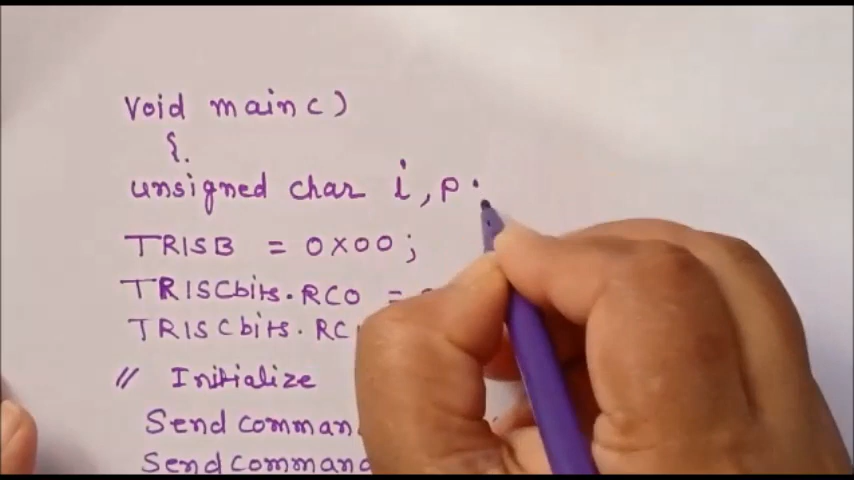 void main()
{
unsigned char i, p
TRISB = 0x00;
TRISCbits.RC0 =
TRISCbits.RC
// Initialize
Send comman
Send command